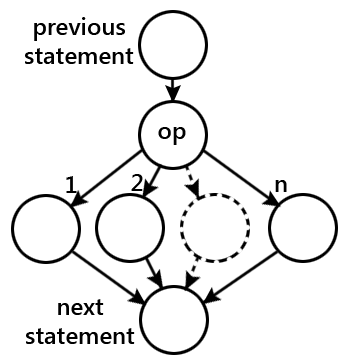 previous
statement
op
1
2
n
next
statement